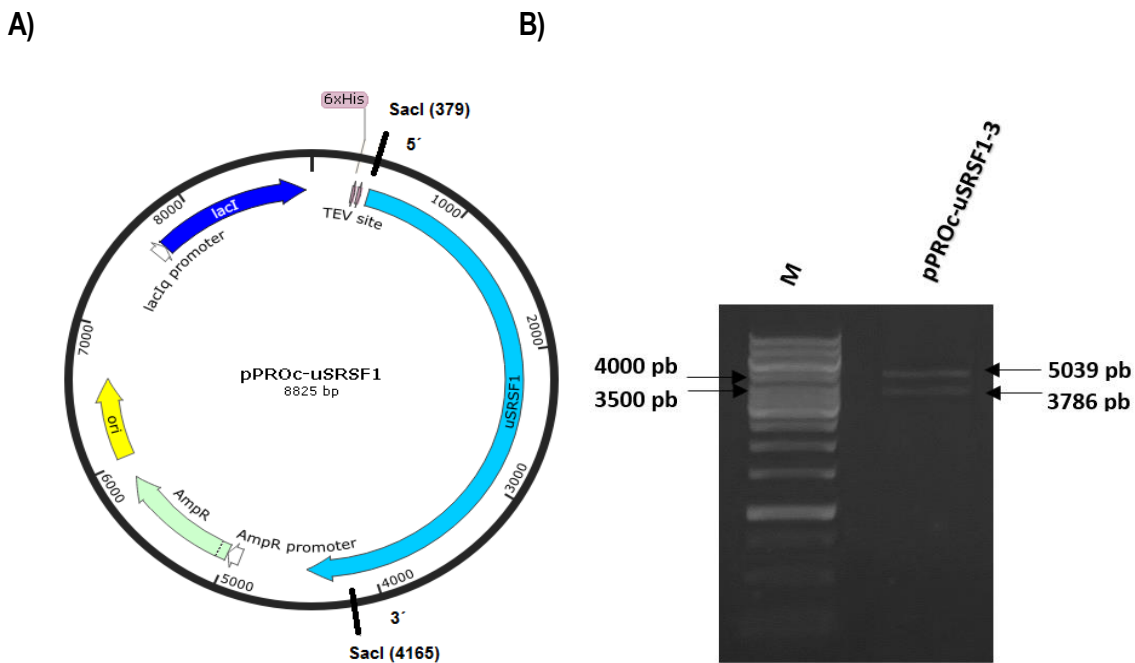 A)
B)
6xHis
SacI (379)
5´
TEV site
1000
2000
3000
4000
5000
6000
7000
8000
lacI
lacIq promoter
pPROc-uSRSF1
8825 bp
uSRSF1
ori
AmpR
AmpR promoter
3´
SacI (4165)
M
pPROc-uSRSF1-3
4000 pb
3500 pb
5039 pb
3786 pb